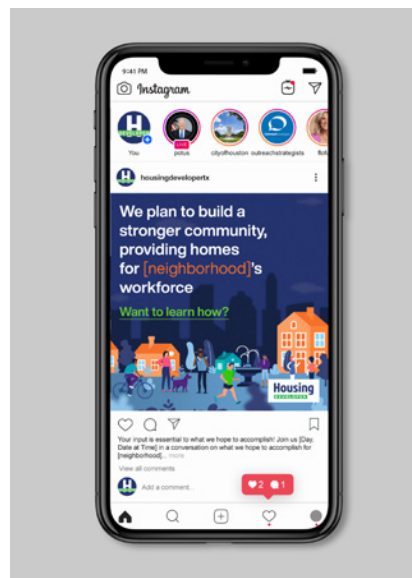 9:41 PM
Instagram
H
DEVELOPER
LIVE
You
potus
cityofhouston
outreachstrategists
H
housingdevelopertx
We plan to build a
stronger community,
providing homes
for [neighborhood]'s
workforce
Want to learn how?
Housing
DEVELOPER
Your input is essential to what we hope to accomplish! Join us [Day,
Date at Time] in a conversation on what we hope to accomplish for
[neighborhood]... more
View all comments
H
Add a comment...
2 1